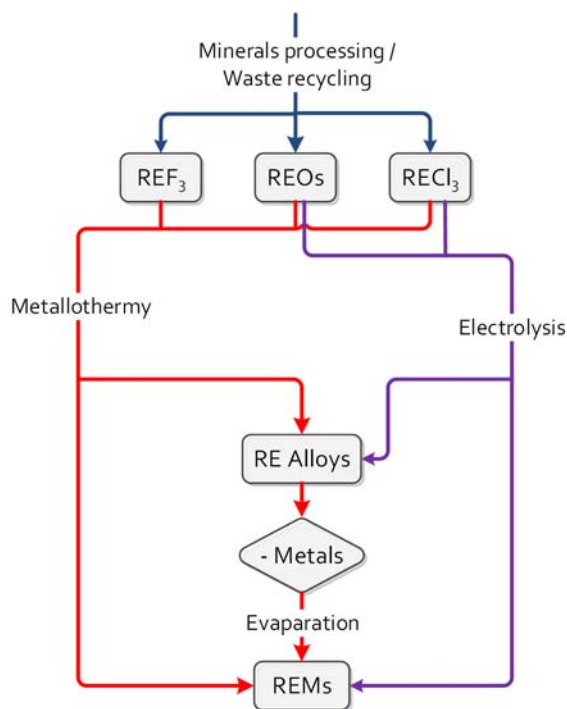 Minerals processing /
Waste recycling
REF₃
REOs
RECl₃
Metallothermy
Electrolysis
RE Alloys
- Metals
Evaparation
REMs